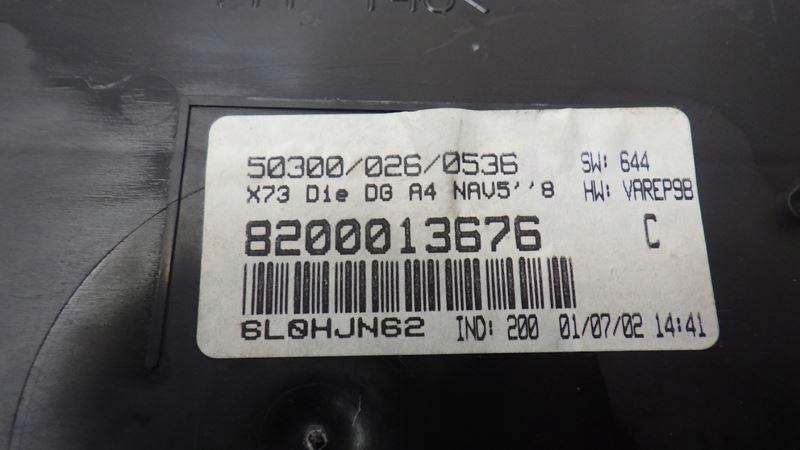 50300/026/0536 SW: 644
X73 Die DG A4 NAV5''8 HW: VAREP98
8200013676 C
6L0HJN62 IND: 200 01/07/02 14:41